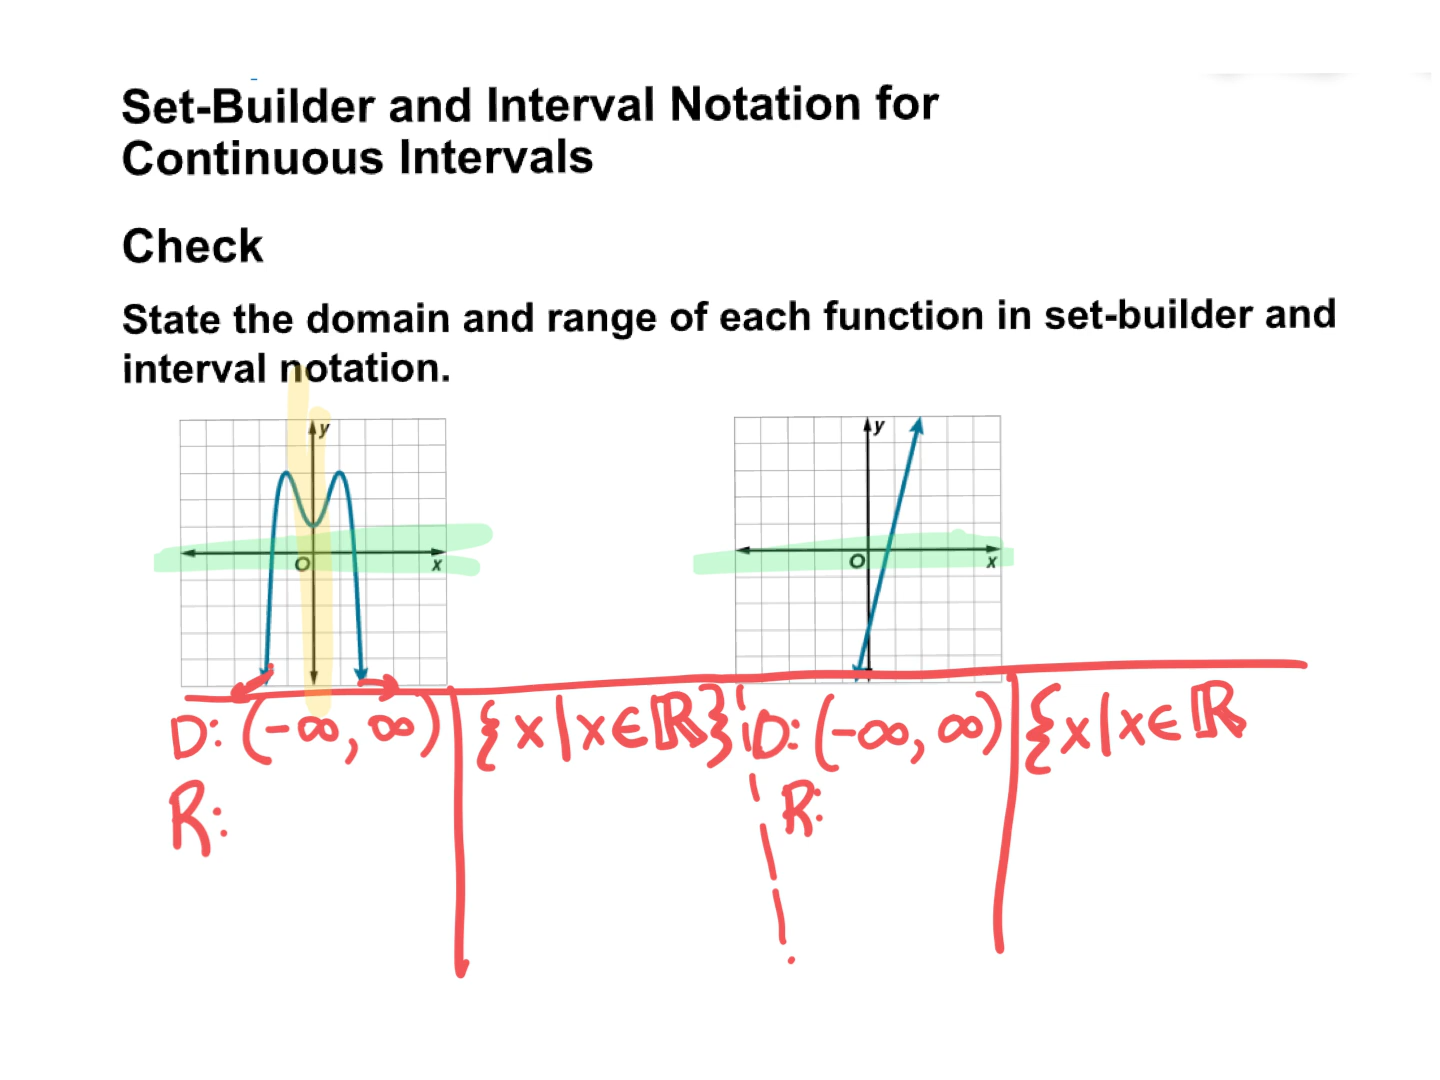 Set-Builder and Interval Notation for
Continuous Intervals
Check
State the domain and range of each function in set-builder and
interval notation.
y
O
x
y
O
x
D: (-∞, ∞) {x|x∈ℝ} D: (-∞, ∞) {x|x∈ℝ
R: R: